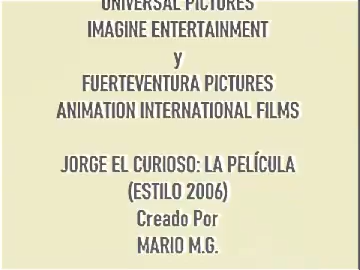 UNIVERSAL PICTURES
IMAGINE ENTERTAINMENT
y
FUERTEVENTURA PICTURES
ANIMATION INTERNATIONAL FILMS
JORGE EL CURIOSO: LA PELÍCULA
(ESTILO 2006)
Creado Por
MARIO M.G.